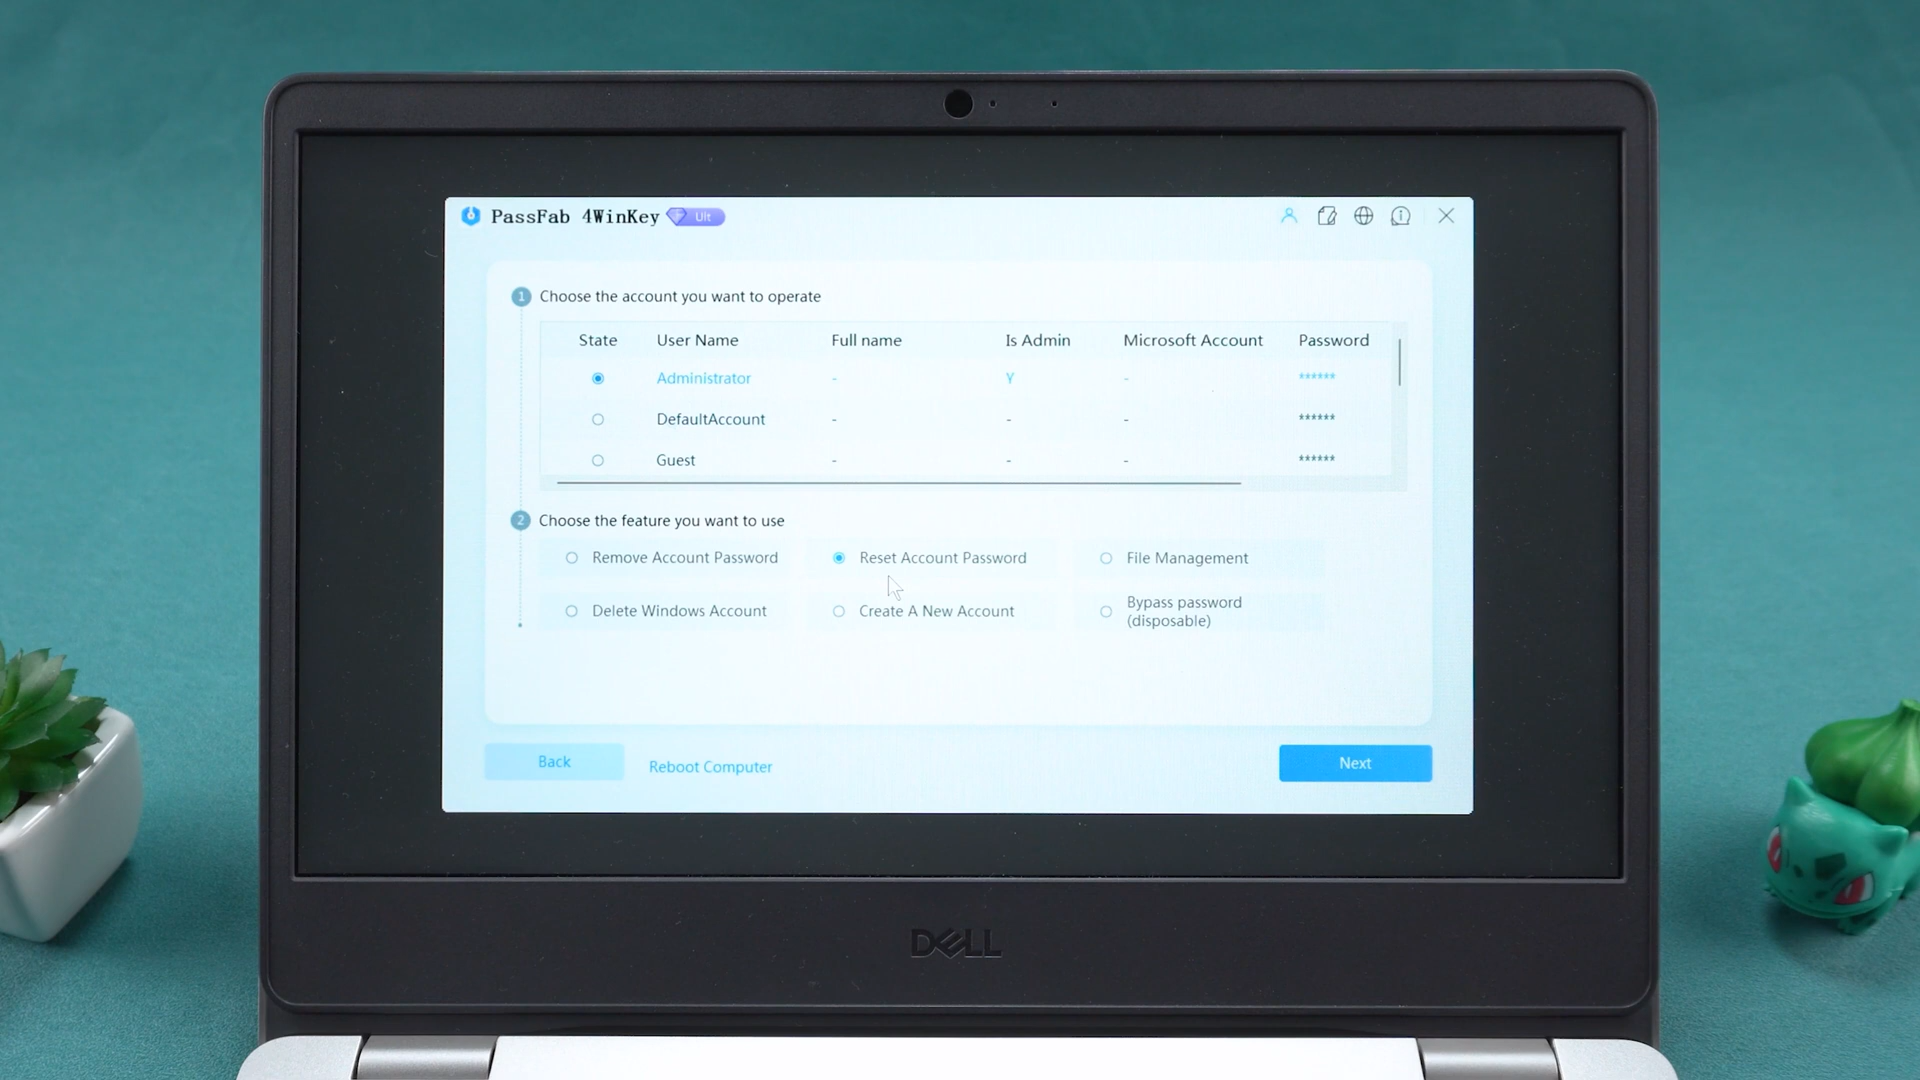 PassFab 4WinKey Ult
1 Choose the account you want to operate
State User Name Full name Is Admin Microsoft Account Password
Administrator - Y - ******
DefaultAccount - - - ******
Guest - - - ******
2 Choose the feature you want to use
Remove Account Password Reset Account Password File Management
Delete Windows Account Create A New Account Bypass password
(disposable)
Back Reboot Computer Next
DELL